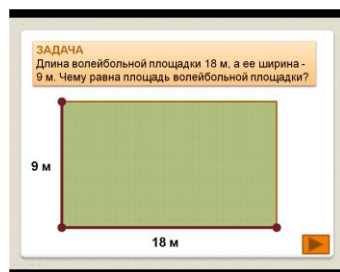 ЗАДАЧА
Длина волейбольной площадки 18 м, а ее ширина -
9 м. Чему равна площадь волейбольной площадки?
9 м
18 м